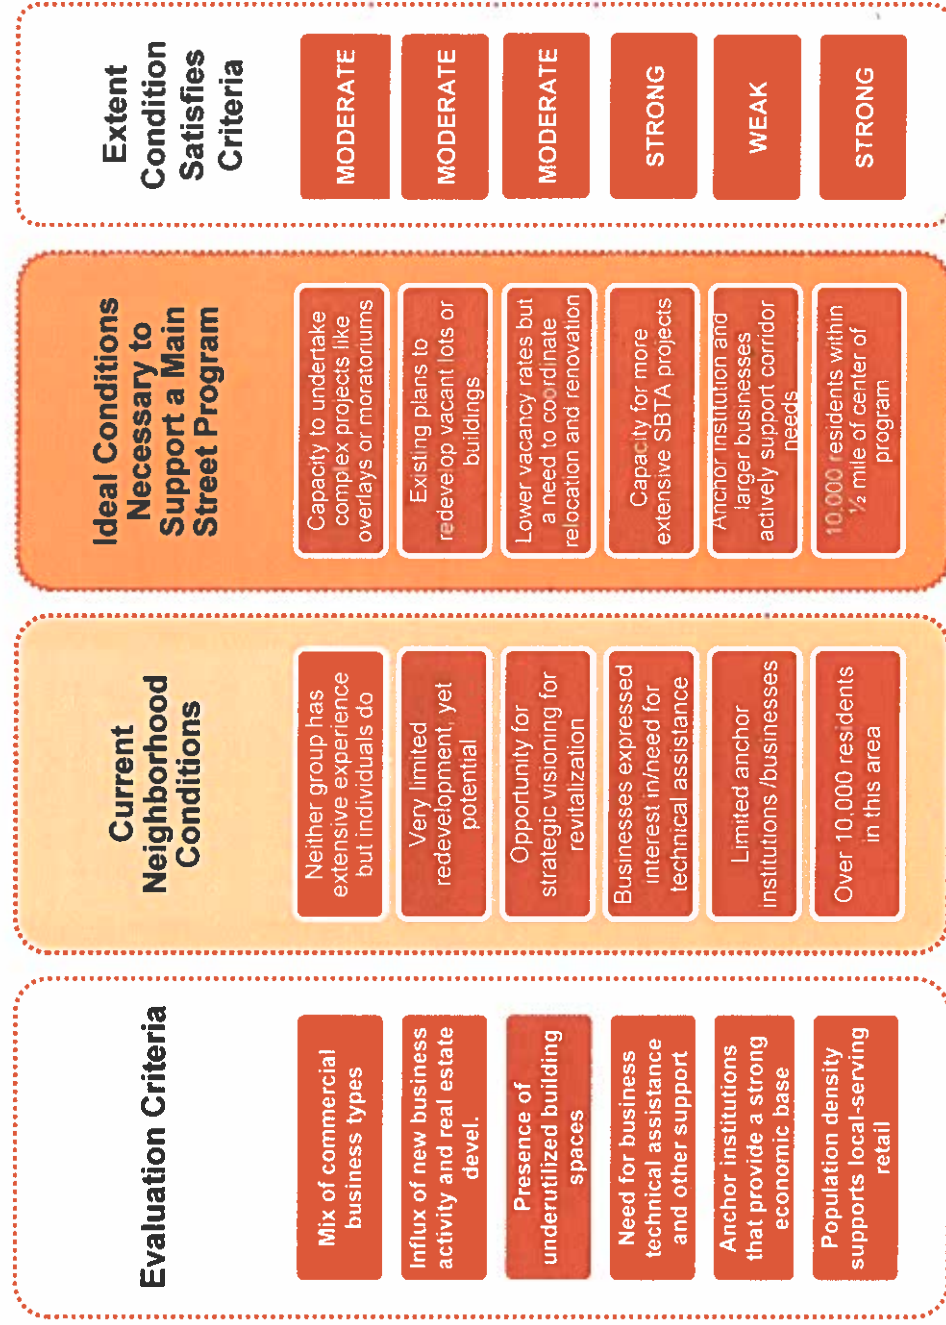 Evaluation Criteria
Mix of commercial
business types
Influx of new business
activity and real estate
devel.
Presence of
underutilized building
spaces
Need for business
technical assistance
and other support
Anchor institutions
that provide a strong
economic base
Population density
supports local-serving
retail
Current
Neighborhood
Conditions
Neither group has
extensive experience
but individuals do
Very limited
redevelopment, yet
potential
Opportunity for
strategic visioning for
revitalization
Businesses expressed
interest in/need for
technical assistance
Limited anchor
institutions /businesses
Over 10,000 residents
in this area
Ideal Conditions
Necessary to
Support a Main
Street Program
Capacity to undertake
complex projects like
overlays or moratoriums
Existing plans to
redevelop vacant lots or
buildings
Lower vacancy rates but
a need to coordinate
relocation and renovation
Capacity for more
extensive SBTA projects
Anchor institution and
larger businesses
actively support corridor
needs
10,000 residents within
½ mile of center of
program
Extent
Condition
Satisfies
Criteria
MODERATE
MODERATE
MODERATE
STRONG
WEAK
STRONG